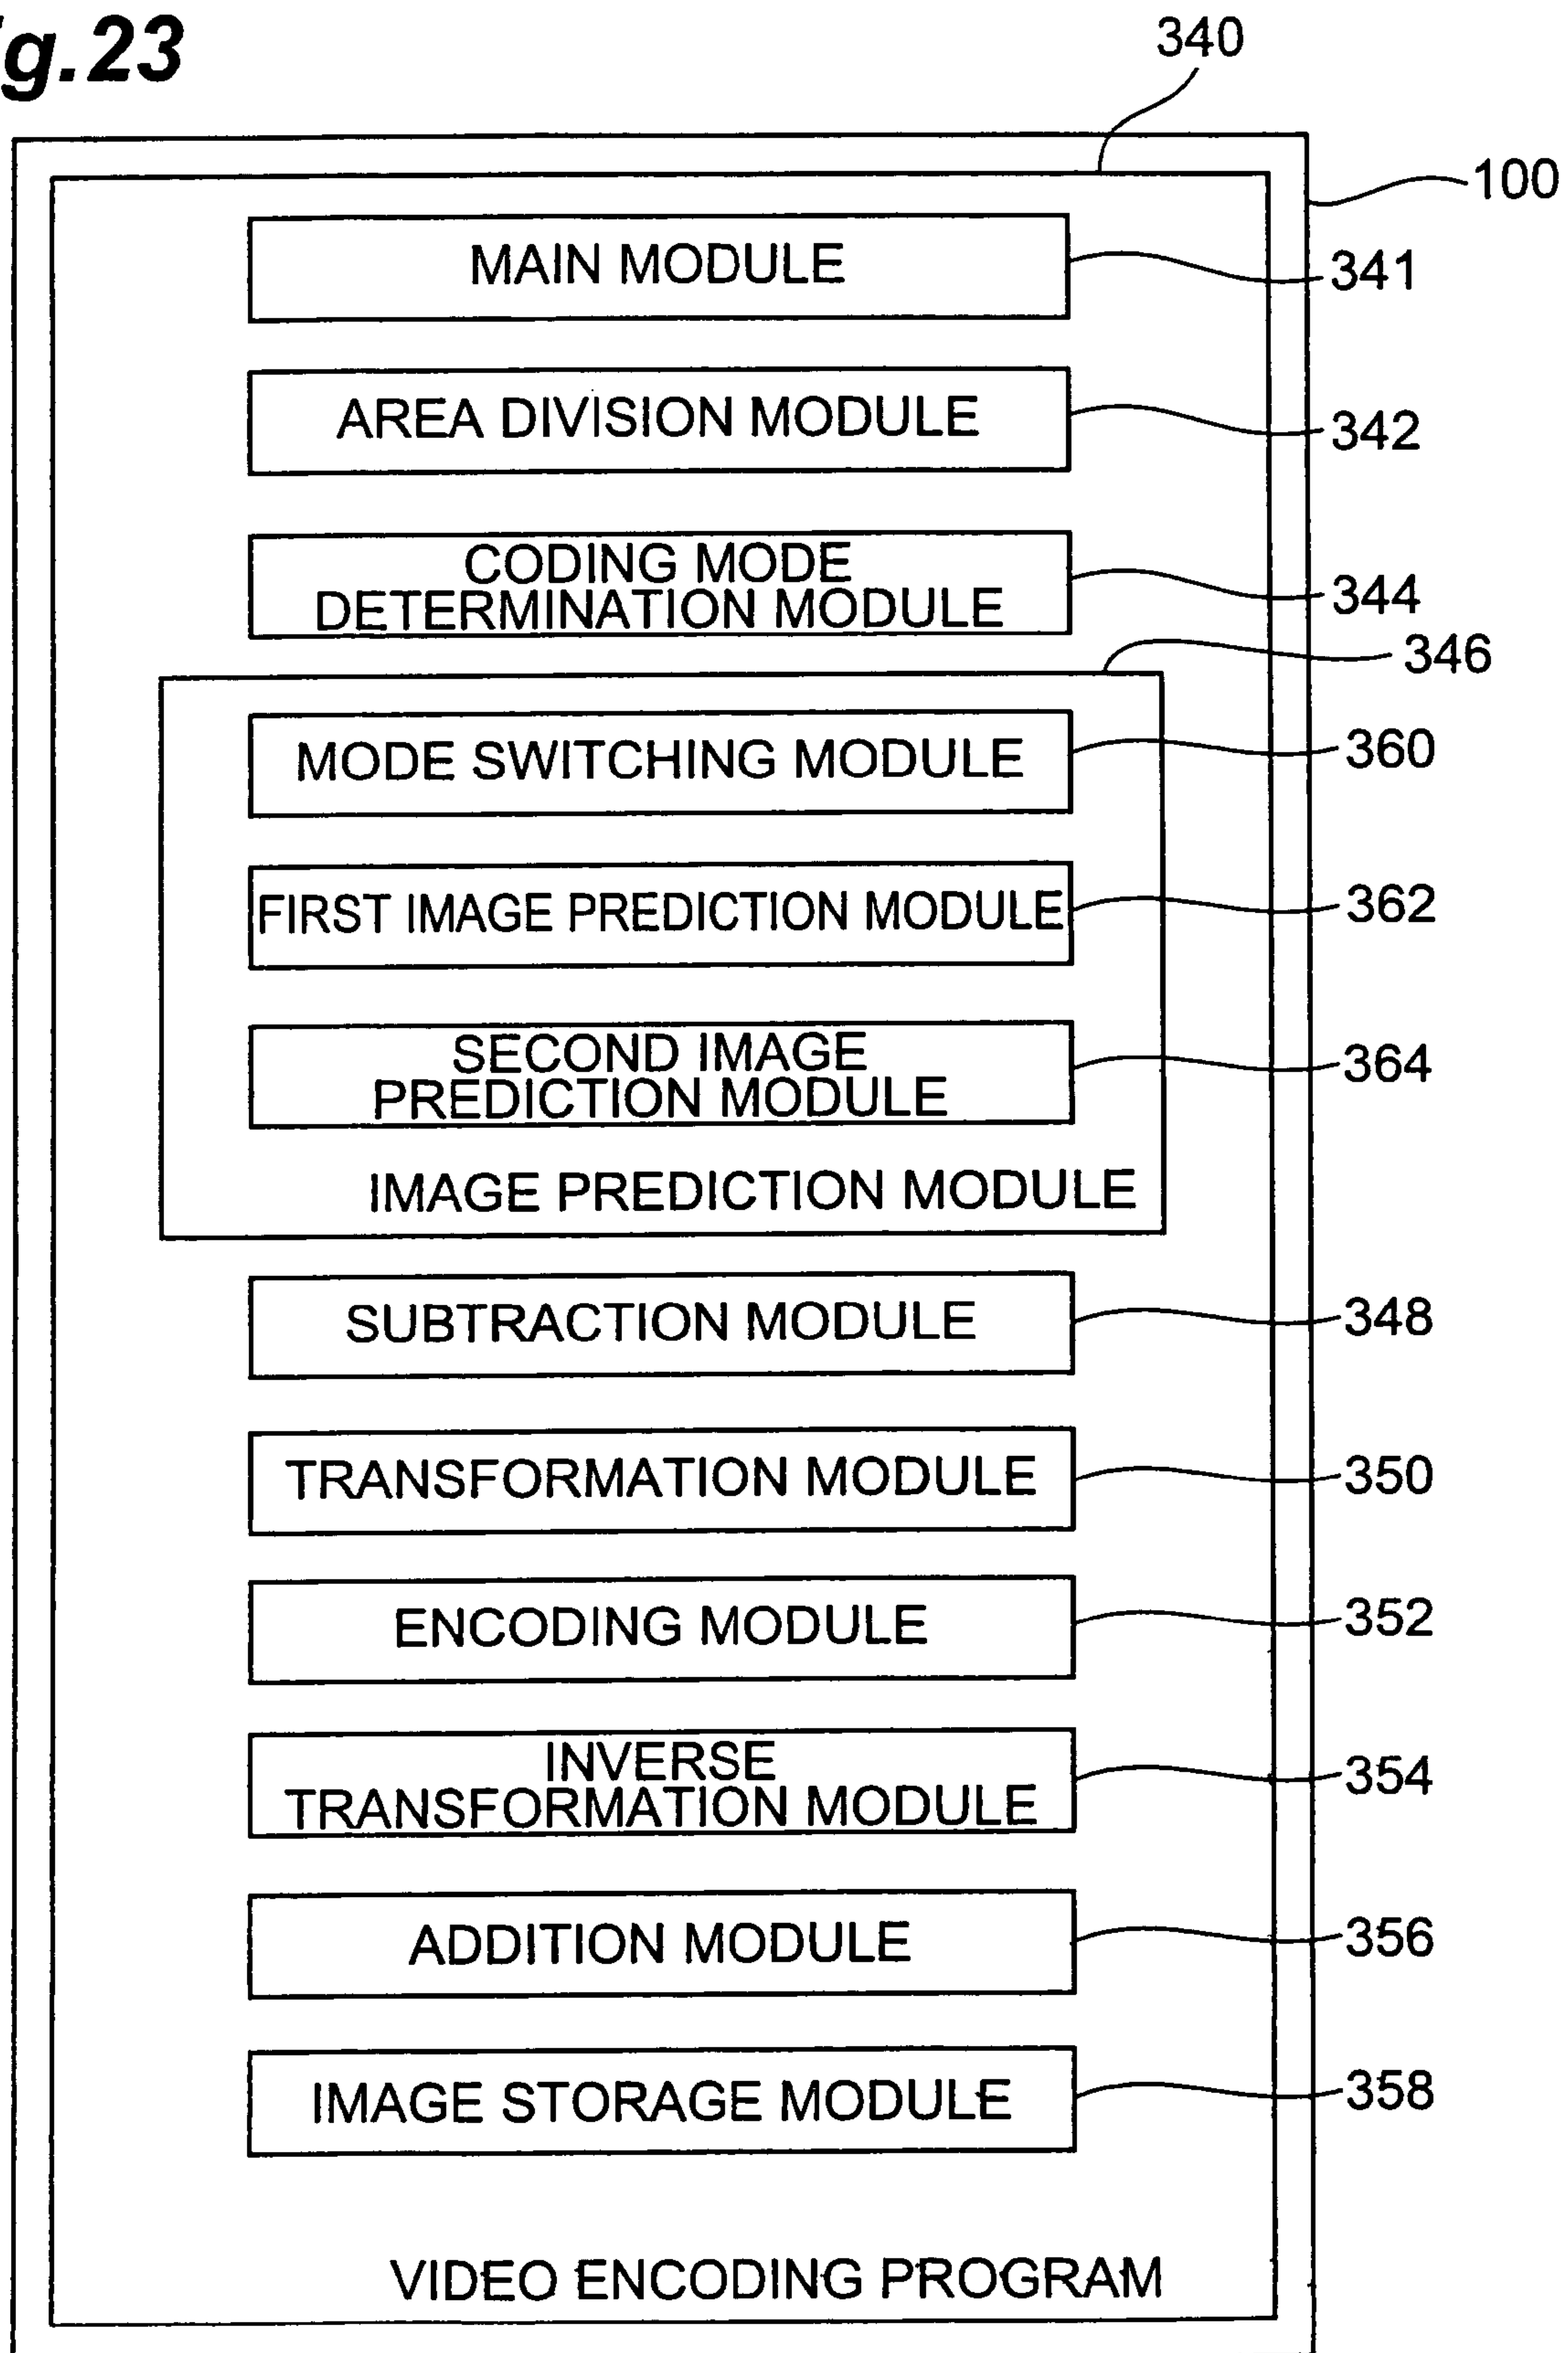 g.23
340
100
MAIN MODULE
341
AREA DIVISION MODULE
342
CODING MODE
DETERMINATION MODULE
344
346
MODE SWITCHING MODULE
360
FIRST IMAGE PREDICTION MODULE
362
SECOND IMAGE
PREDICTION MODULE
364
IMAGE PREDICTION MODULE
SUBTRACTION MODULE
348
TRANSFORMATION MODULE
350
ENCODING MODULE
352
INVERSE
TRANSFORMATION MODULE
354
ADDITION MODULE
356
IMAGE STORAGE MODULE
358
VIDEO ENCODING PROGRAM